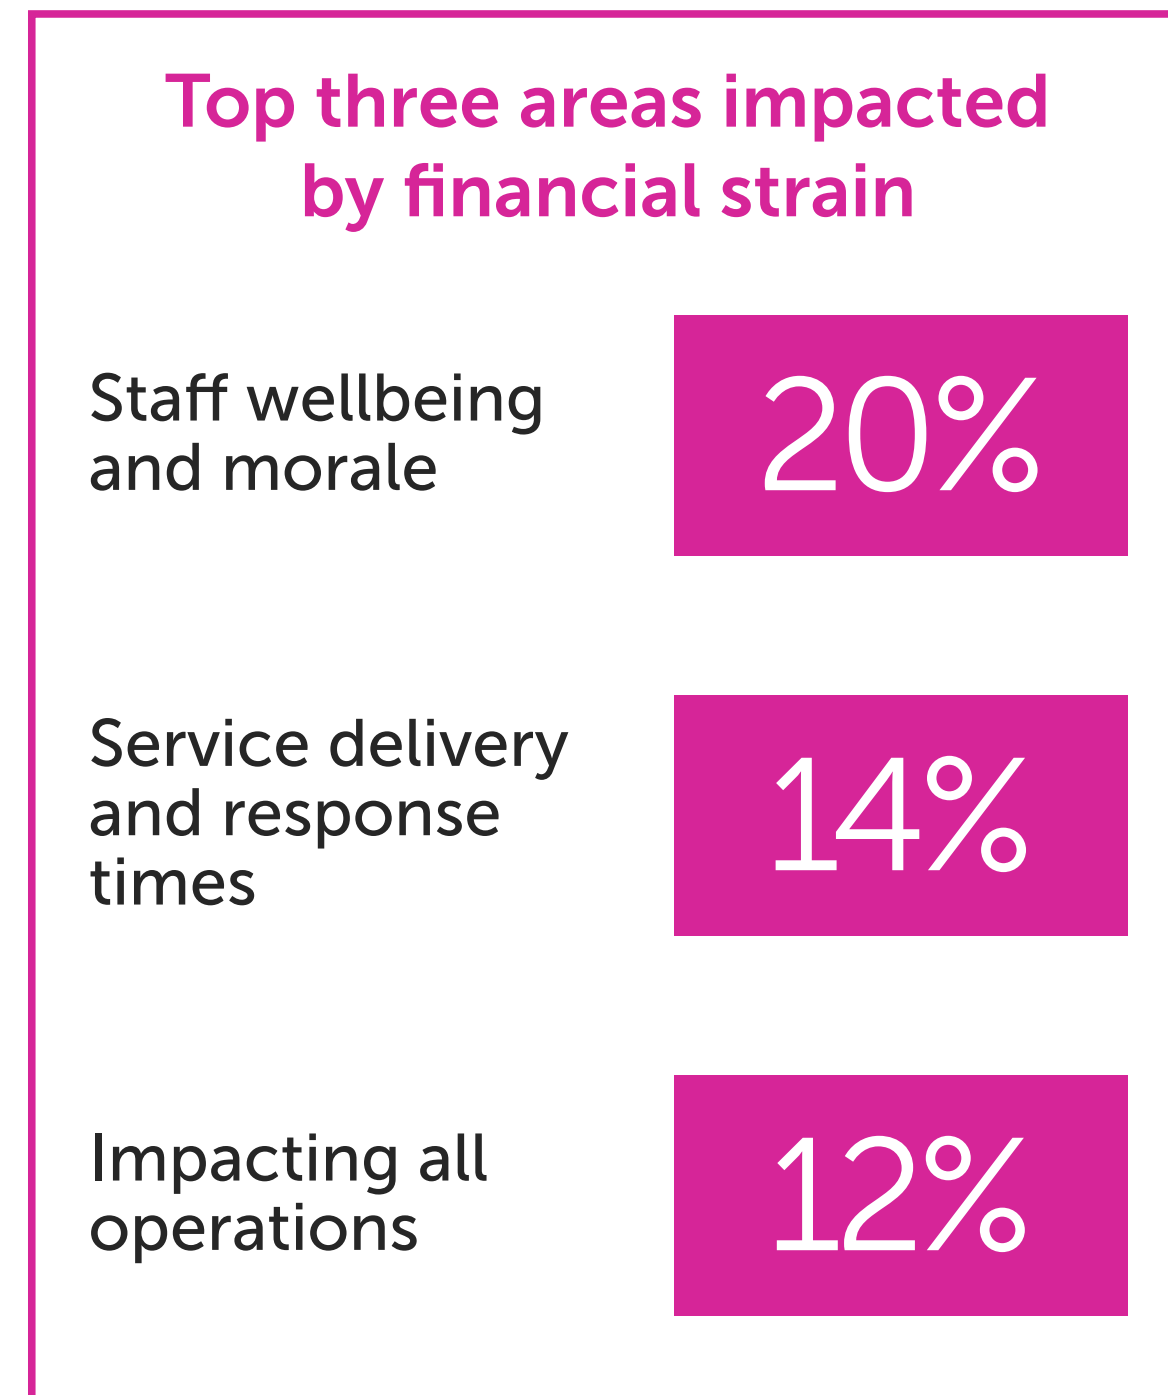 Top three areas impacted
by financial strain
Staff wellbeing
and morale
20%
Service delivery
and response
times
14%
Impacting all
operations
12%